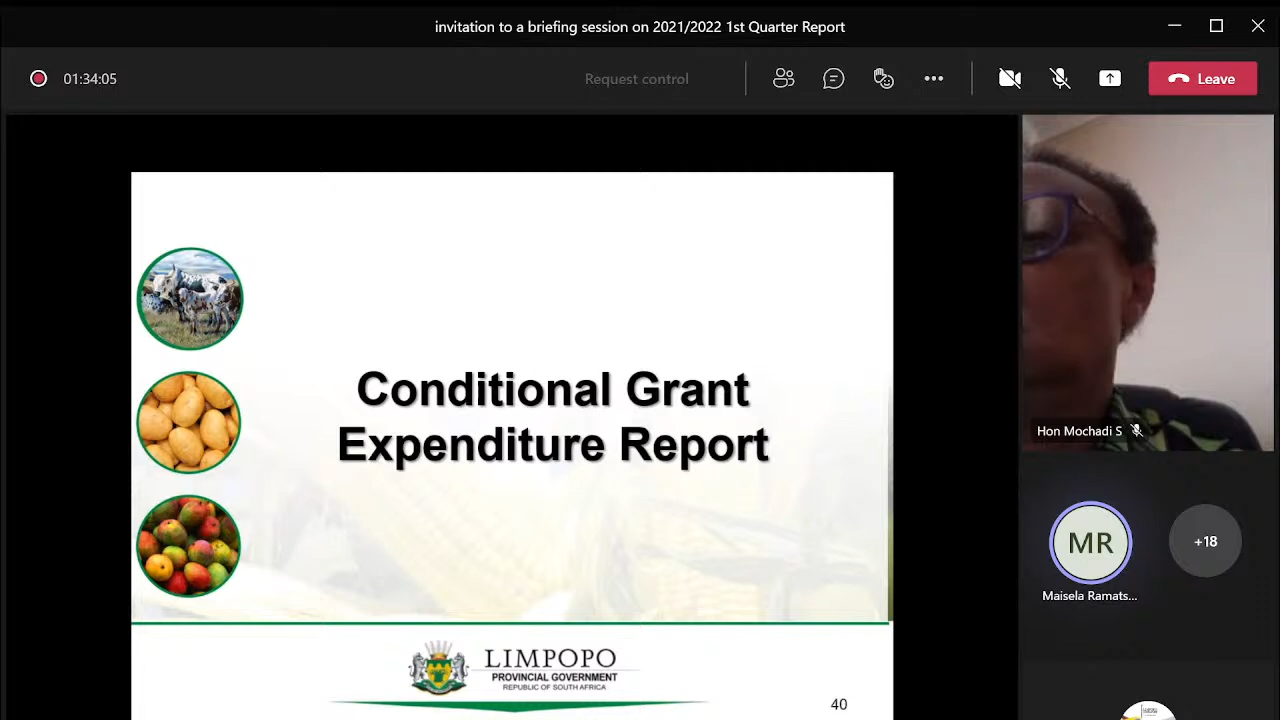 invitation to a briefing session on 2021/2022 1st Quarter Report
01:34:05
Request control
Leave
Conditional Grant
Expenditure Report
Hon Mochadi S
MR
+18
Maisela Ramats...
LIMPOPO
PROVINCIAL GOVERNMENT
REPUBLIC OF SOUTH AFRICA
40